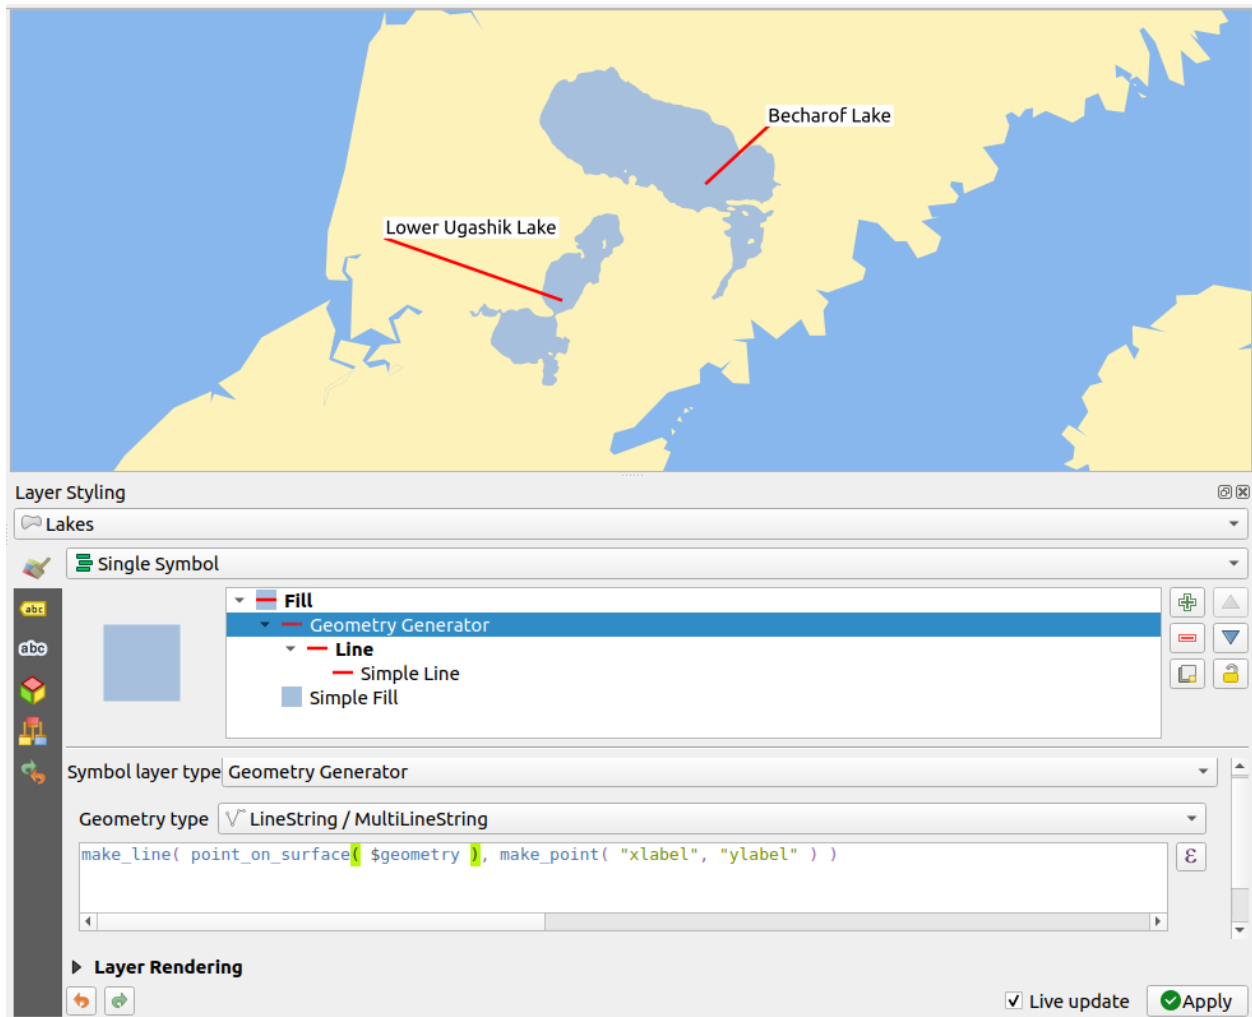 Becharof Lake
Lower Ugashik Lake
Layer Styling
Lakes
Single Symbol
abc
abc
Fill
Geometry Generator
Line
Simple Line
Simple Fill
Symbol layer type Geometry Generator
Geometry type LineString / MultiLineString
make_line( point_on_surface( $geometry ), make_point( "xlabel", "ylabel" ) )
ε
Layer Rendering
Live update Apply